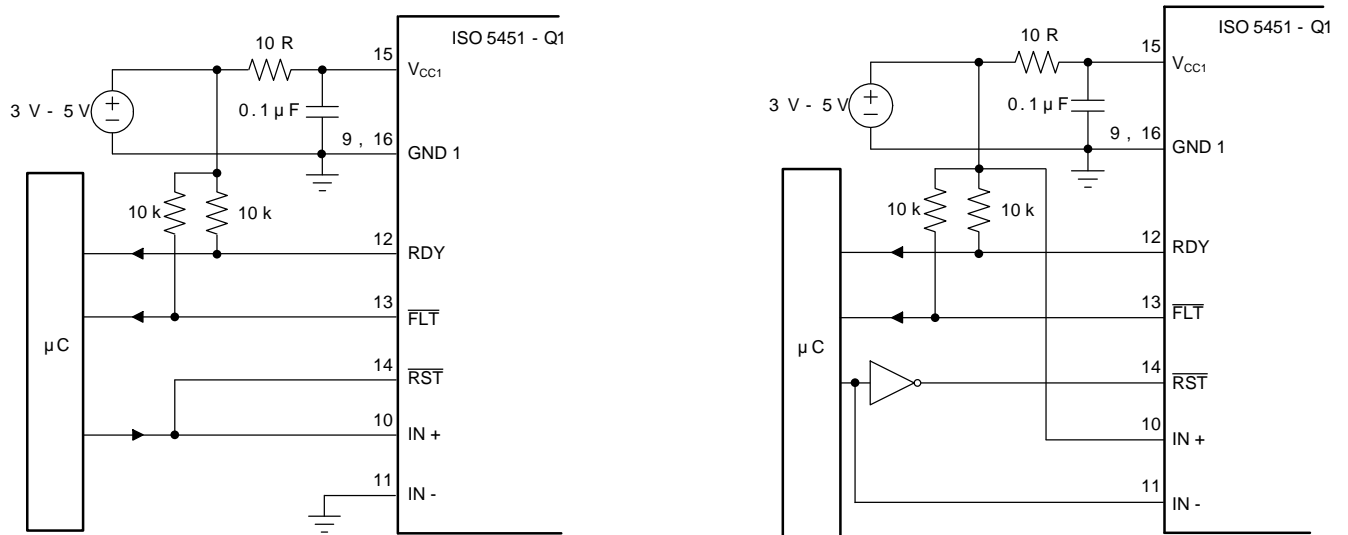 ISO 5451 - Q1
10 R
15
VCC1
3 V - 5 V
0.1 µF
9 , 16
GND 1
10 k
10 k
12
RDY
13
FLT
µC
14
RST
10
IN +
11
IN -
ISO 5451 - Q1
10 R
15
VCC1
3 V - 5 V
0.1 µF
9 , 16
GND 1
10 k
10 k
12
RDY
13
FLT
µC
14
RST
10
IN +
11
IN -